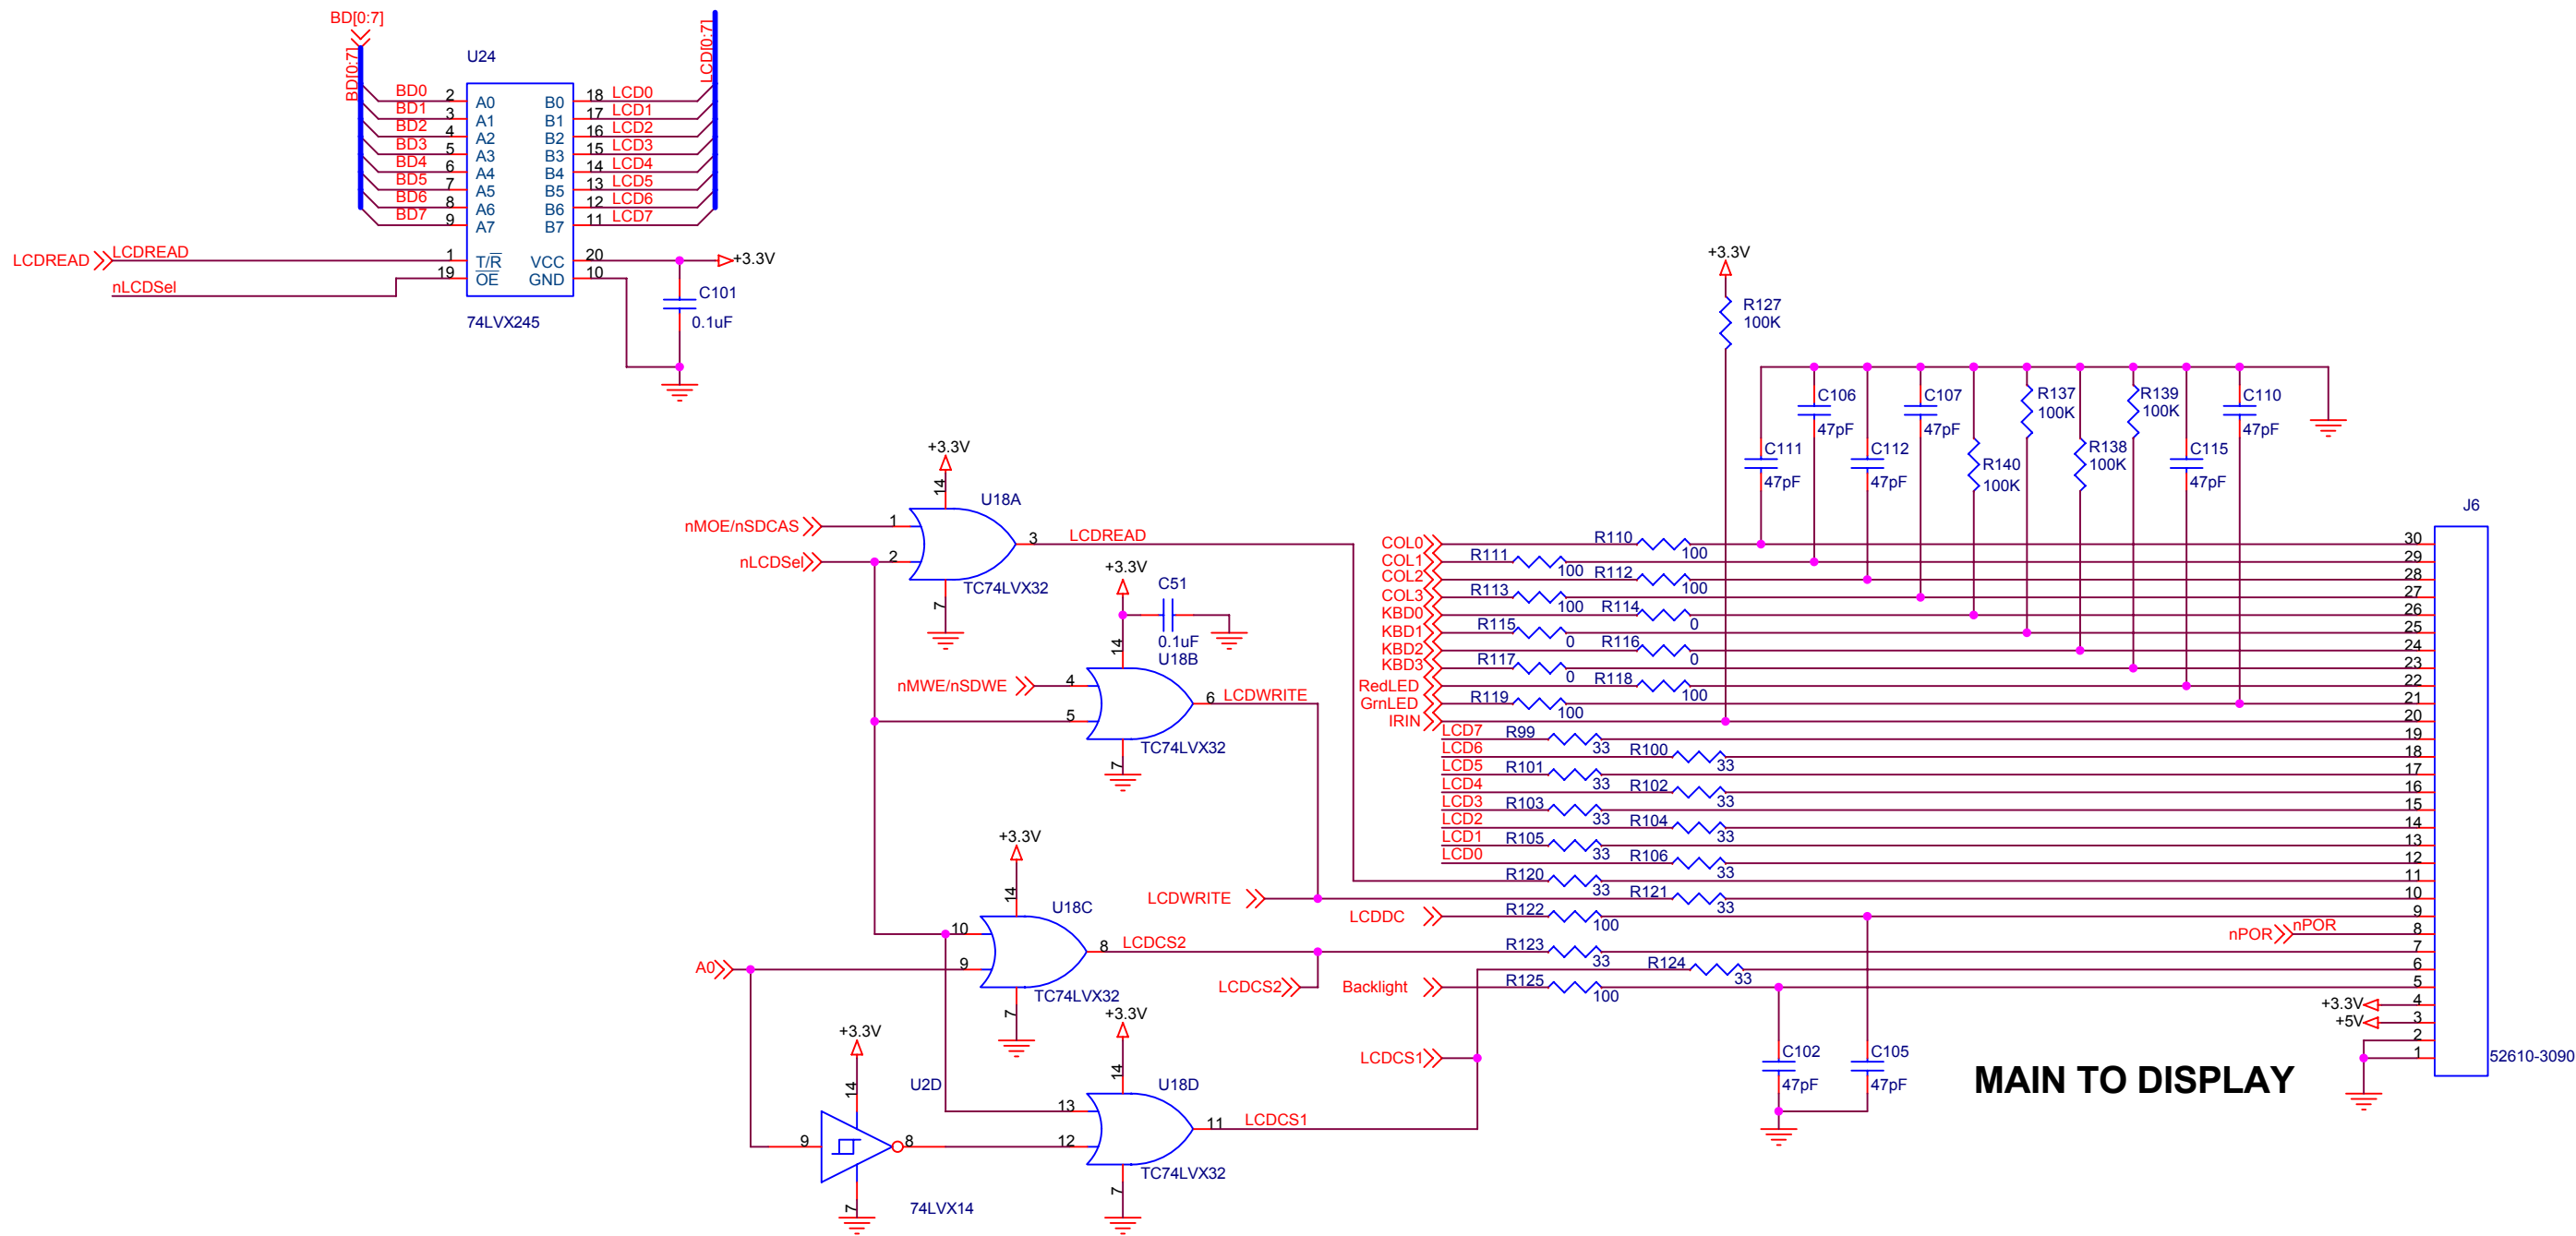 BD[0:7]
BD[0:7]
LCD[0:7]
U24
BD0 2 A0 B0 18 LCD0
BD1 3 A1 B1 17 LCD1
BD2 4 A2 B2 16 LCD2
BD3 5 A3 B3 15 LCD3
BD4 6 A4 B4 14 LCD4
BD5 7 A5 B5 13 LCD5
BD6 8 A6 B6 12 LCD6
BD7 9 A7 B7 11 LCD7
LCDREAD LCDREAD 1 T/R VCC 20 +3.3V
nLCDSel 19 OE GND 10
C101
0.1uF
74LVX245
+3.3V
R127
100K
C106
47pF
C107
47pF
R137
100K
R139
100K
C110
47pF
C111
47pF
C112
47pF
R140
100K
R138
100K
C115
47pF
+3.3V
14
U18A
nMOE/nSDCAS 1
nLCDSel 2
3 LCDREAD
TC74LVX32
7
+3.3V
C51
0.1uF
14
U18B
nMWE/nSDWE 4
5
6 LCDWRITE
TC74LVX32
7
+3.3V
14
U18C
10
A0 9
8 LCDCS2
TC74LVX32
7
+3.3V
14
U2D
9 8
7
74LVX14
+3.3V
14
U18D
13
12
11 LCDCS1
TC74LVX32
7
LCDWRITE
LCDCS2
LCDCS1
J6
COL0 R110 100 30
COL1 R111 100 29
COL2 R112 100 28
COL3 R113 100 27
KBD0 R114 0 26
KBD1 R115 0 25
KBD2 R116 0 24
KBD3 R117 0 23
RedLED R118 100 22
GrnLED R119 100 21
IRIN 20
LCD7 R99 33 19
LCD6 R100 33 18
LCD5 R101 33 17
LCD4 R102 33 16
LCD3 R103 33 15
LCD2 R104 33 14
LCD1 R105 33 13
LCD0 R106 33 12
R120 33 11
R121 33 10
LCDDC R122 100 9
nPOR nPOR 8
R123 33 7
R124 33 6
Backlight R125 100 5
+3.3V 4
+5V 3
2
1
52610-3090
C102
47pF
C105
47pF
MAIN TO DISPLAY